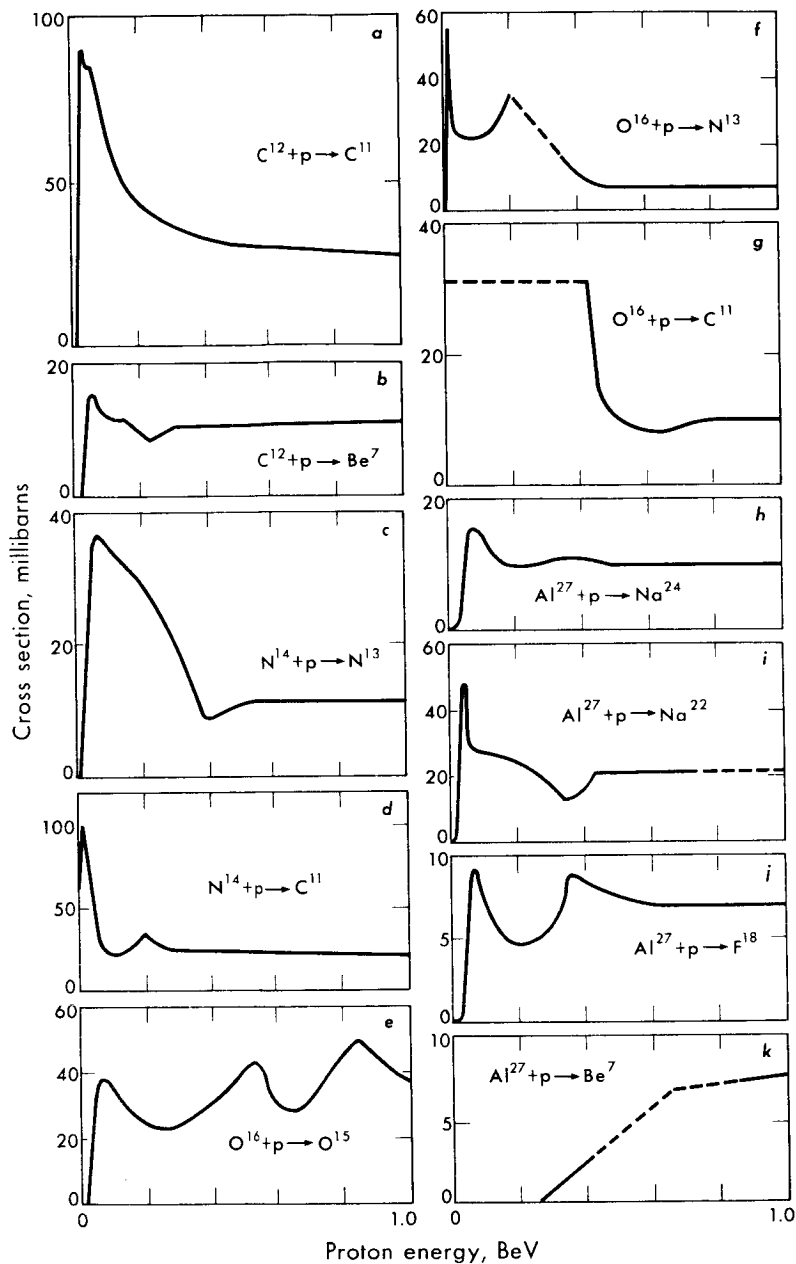 Cross section, millibarns
100
50
0
a
C¹²+p → C¹¹
20
0
b
C¹²+p → Be⁷
40
20
0
c
N¹⁴+p → N¹³
100
50
0
d
N¹⁴+p → C¹¹
60
40
20
0
e
O¹⁶+p → O¹⁵
0
1.0
60
40
20
0
f
O¹⁶+p → N¹³
40
20
0
g
O¹⁶+p → C¹¹
20
10
0
h
Al²⁷+p → Na²⁴
60
40
20
0
i
Al²⁷+p → Na²²
10
5
0
j
Al²⁷+p → F¹⁸
10
5
0
k
Al²⁷+p → Be⁷
0
1.0
Proton energy, BeV